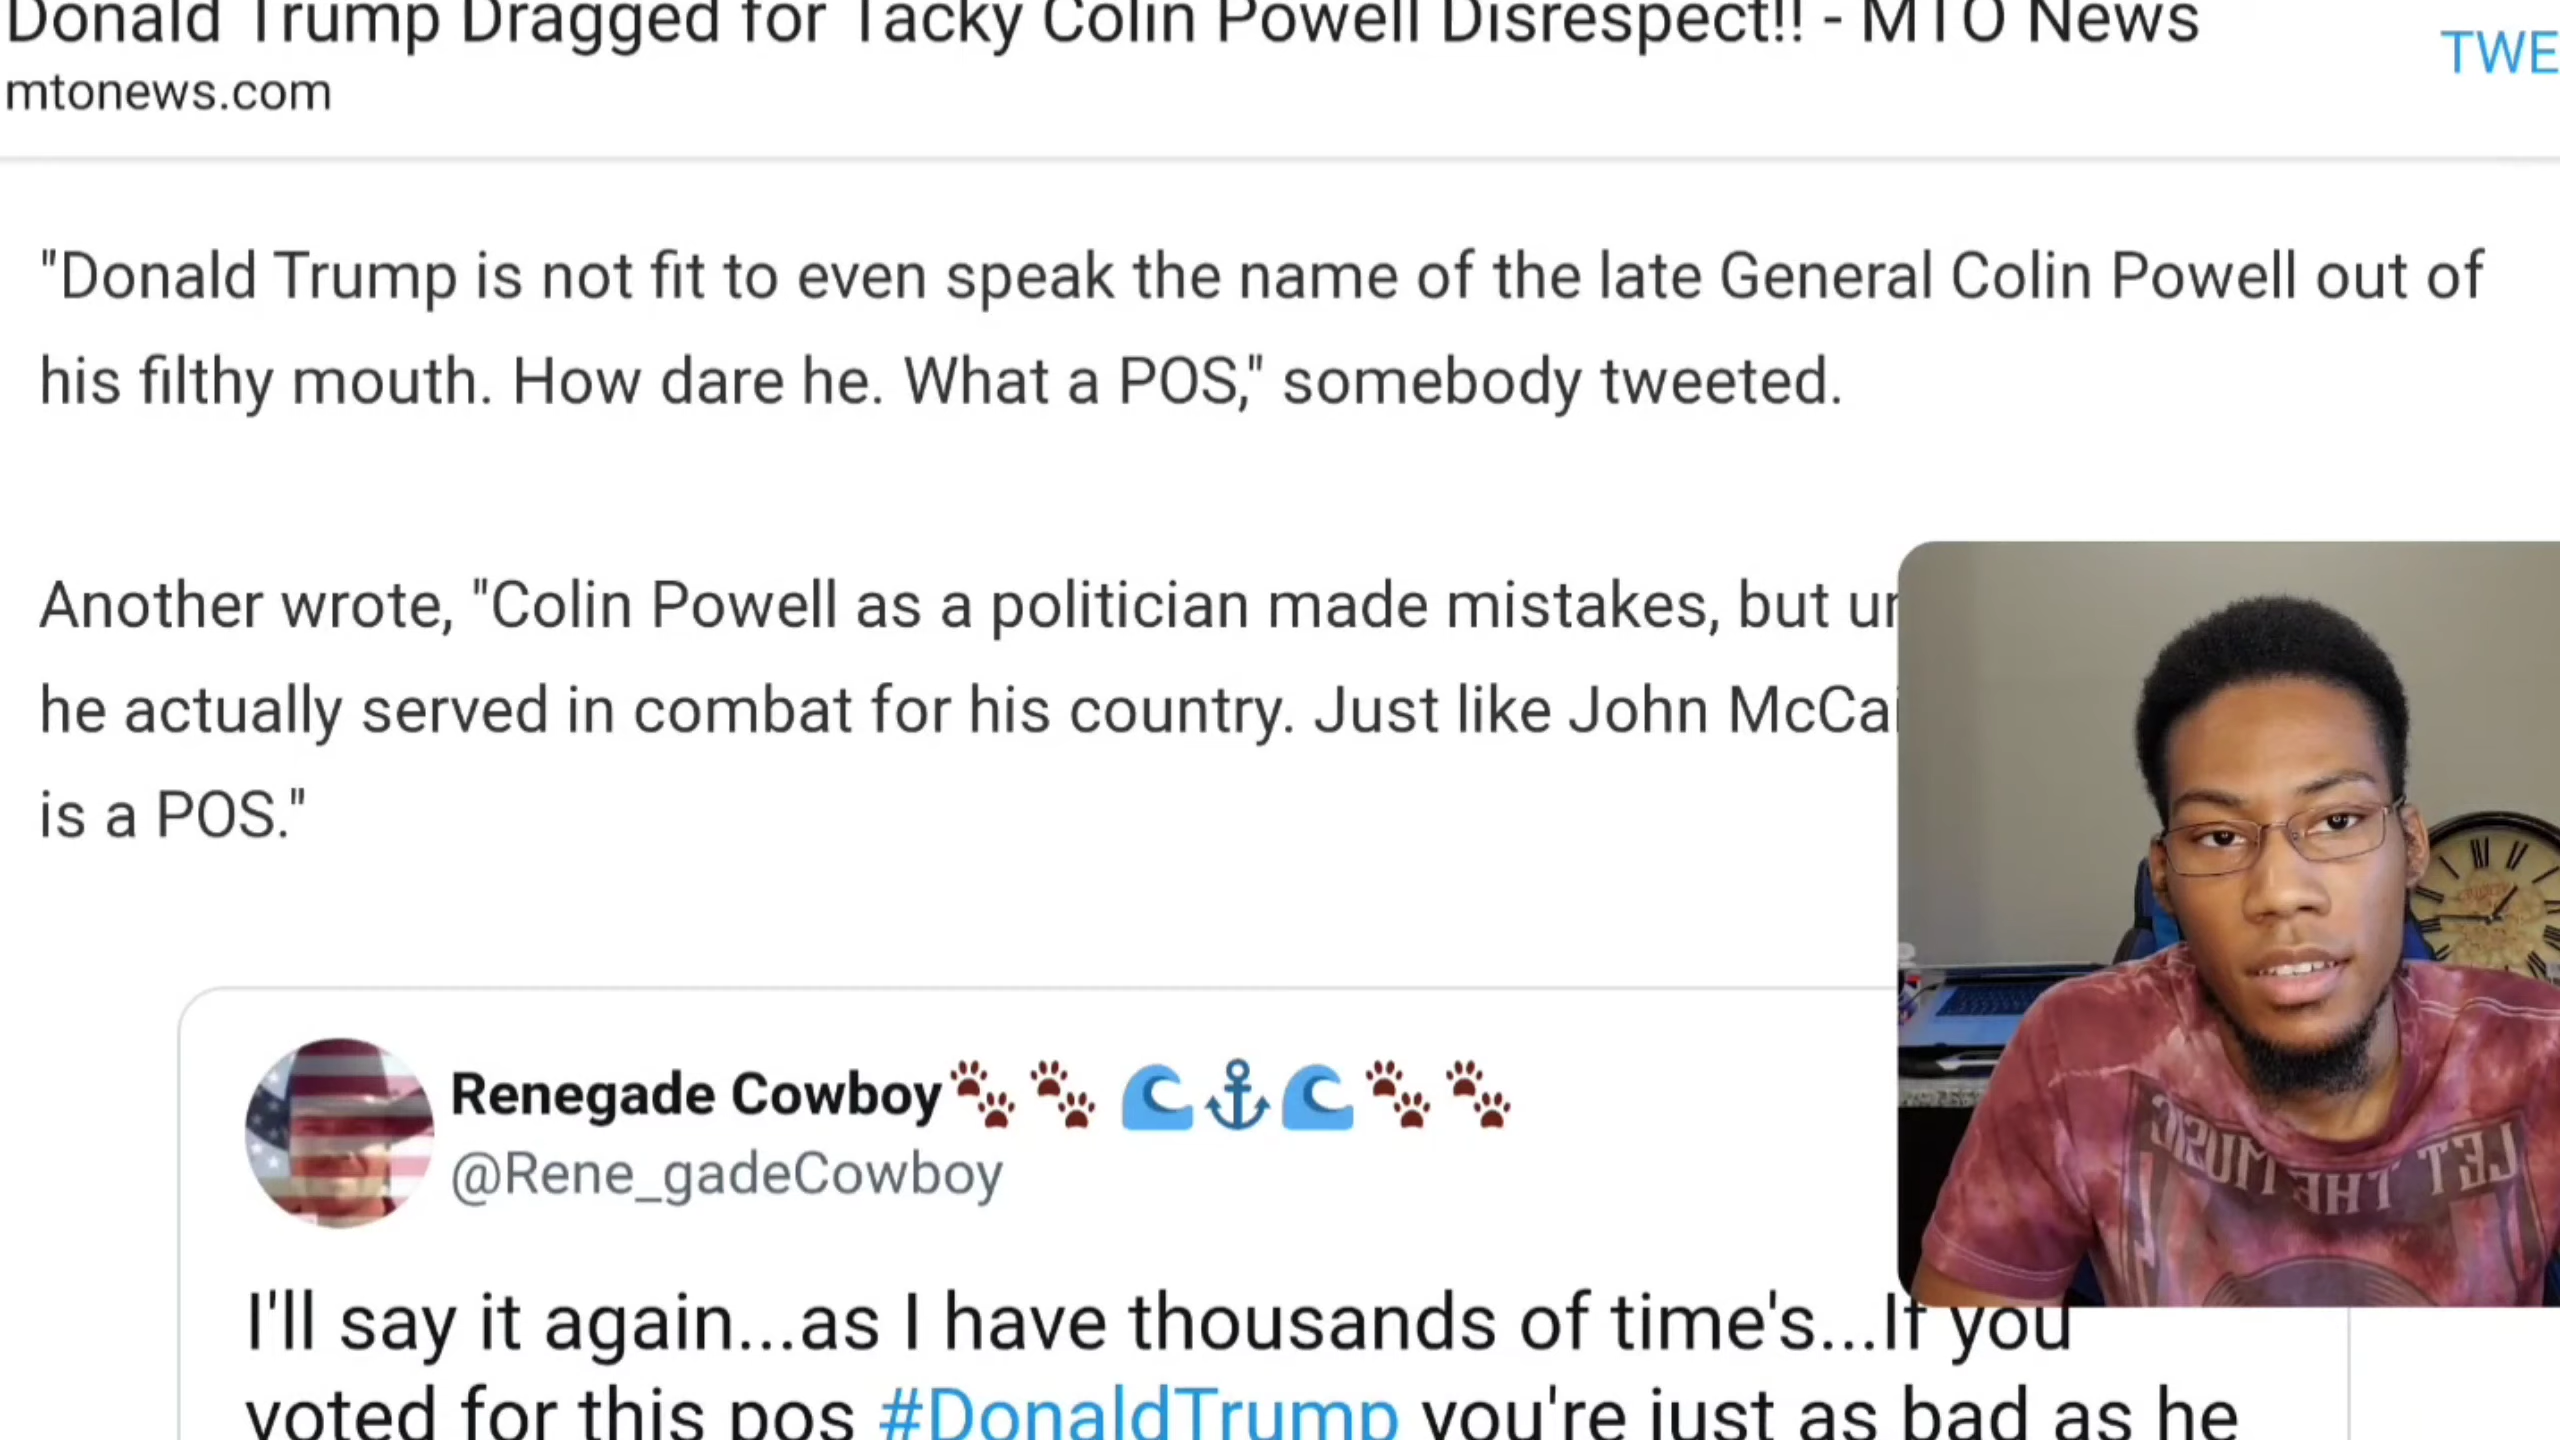 Donald Trump Dragged for Tacky Colin Powell Disrespect!! - MTO News
TWE
mtonews.com
"Donald Trump is not fit to even speak the name of the late General Colin Powell out of
his filthy mouth. How dare he. What a POS," somebody tweeted.
Another wrote, "Colin Powell as a politician made mistakes, but
he actually served in combat for his country. Just like John McCai
is a POS."
Renegade Cowboy🐾🐾 🌊⚓🌊🐾🐾
@Rene_gadeCowboy
I'll say it again...as I have thousands of time's...If you
voted for this pos #DonaldTrump you're just as bad as he
LET THE MUSIC